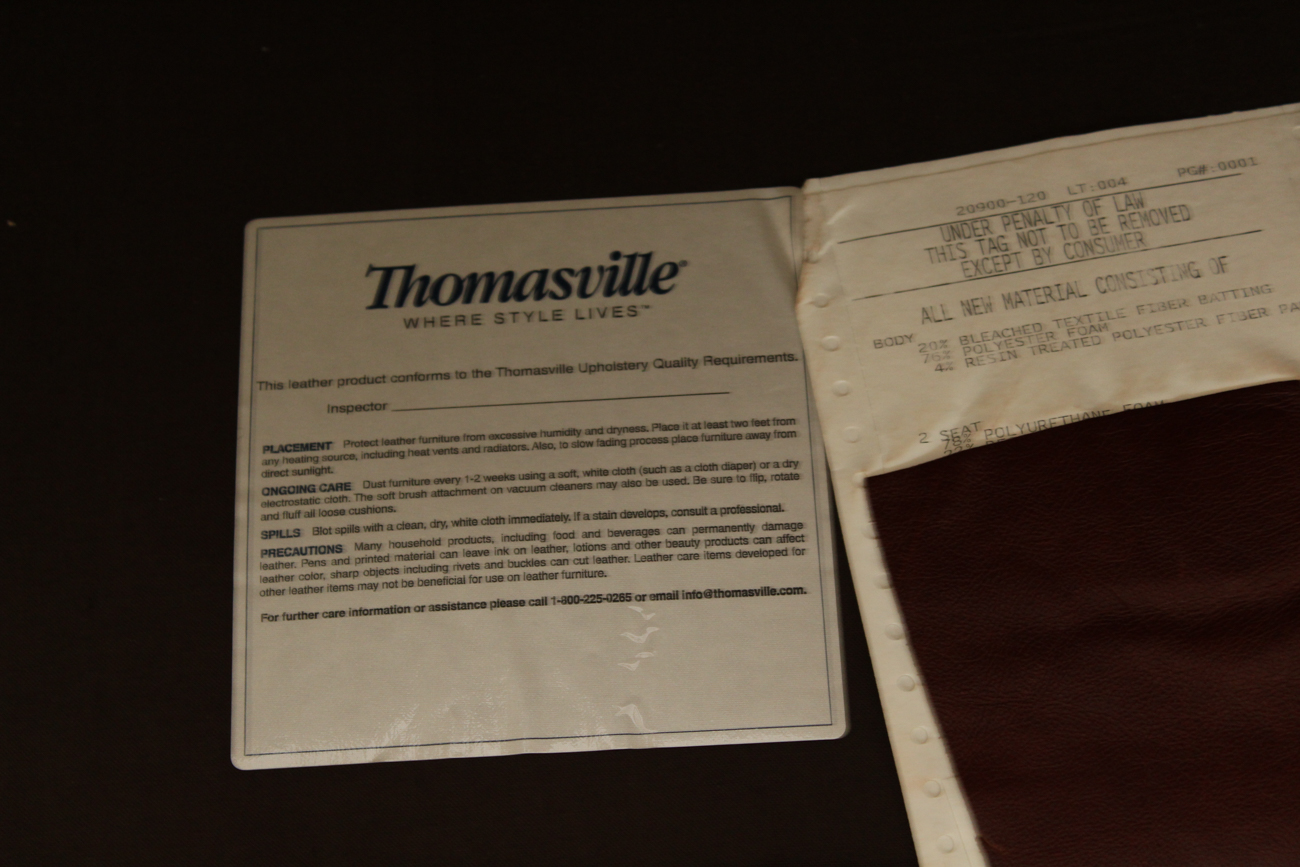 Thomasville®
WHERE STYLE LIVES™
This leather product conforms to the Thomasville Upholstery Quality Requirements.
Inspector
PLACEMENT Protect leather furniture from excessive humidity and dryness. Place it at least two feet from
any heating source, including heat vents and radiators. Also, to slow fading process place furniture away from
direct sunlight.
ONGOING CARE Dust furniture every 1-2 weeks using a soft, white cloth (such as a cloth diaper) or a dry
electrostatic cloth. The soft brush attachment on vacuum cleaners may also be used. Be sure to flip, rotate
and fluff all loose cushions.
SPILLS Blot spills with a clean, dry, white cloth immediately. If a stain develops, consult a professional.
PRECAUTIONS Many household products, including food and beverages can permanently damage
leather. Pens and printed material can leave ink on leather, lotions and other beauty products can affect
leather color, sharp objects including rivets and buckles can cut leather. Leather care items developed for
other leather items may not be beneficial for use on leather furniture.
For further care information or assistance please call 1-800-225-0265 or email info@thomasville.com.
20900-120 LT:004 PG#:0001
UNDER PENALTY OF LAW
THIS TAG NOT TO BE REMOVED
EXCEPT BY CONSUMER
ALL NEW MATERIAL CONSISTING OF
BODY 20% BLEACHED TEXTILE FIBER BATTING
76% POLYESTER FOAM
4% RESIN TREATED POLYESTER FIBER PA
2 SEAT
POLYURETHANE FOAM